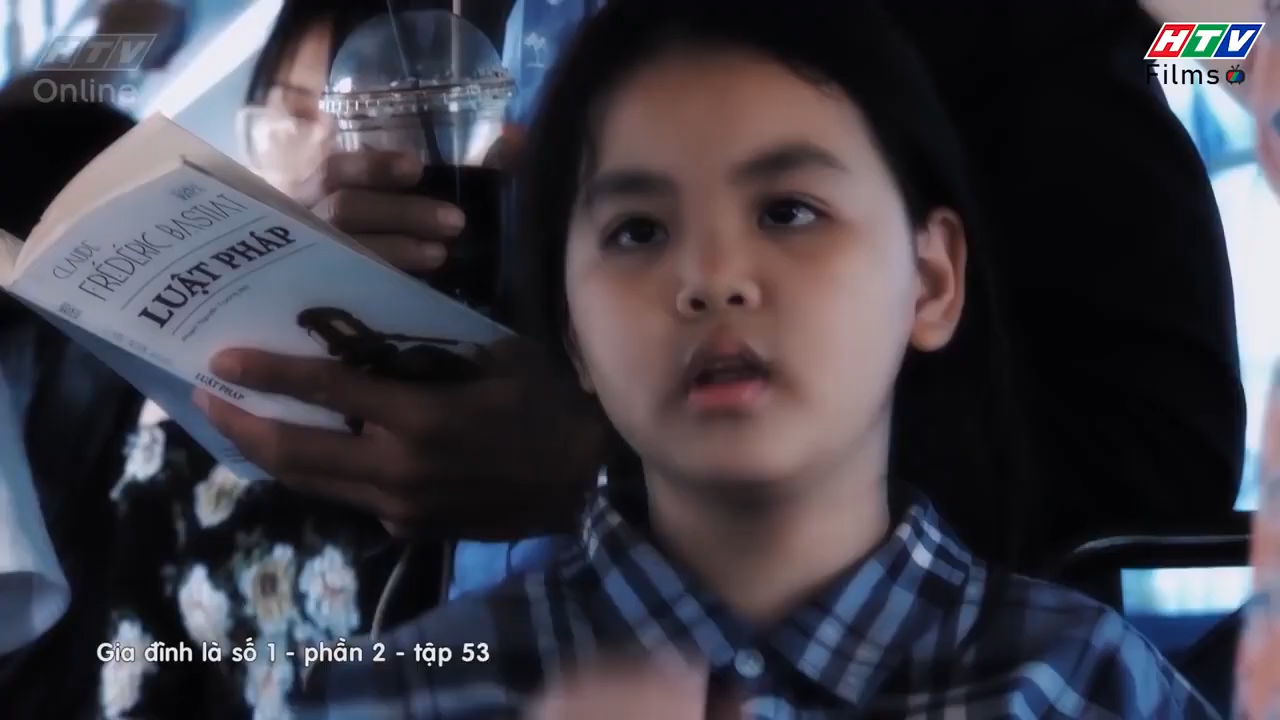 HTV
Online
HTV
Films
CLAUDE
FRÉDÉRIC BASTIAT
LUẬT PHÁP
LUẬT PHÁP
Gia đình là số 1 - phần 2 - tập 53